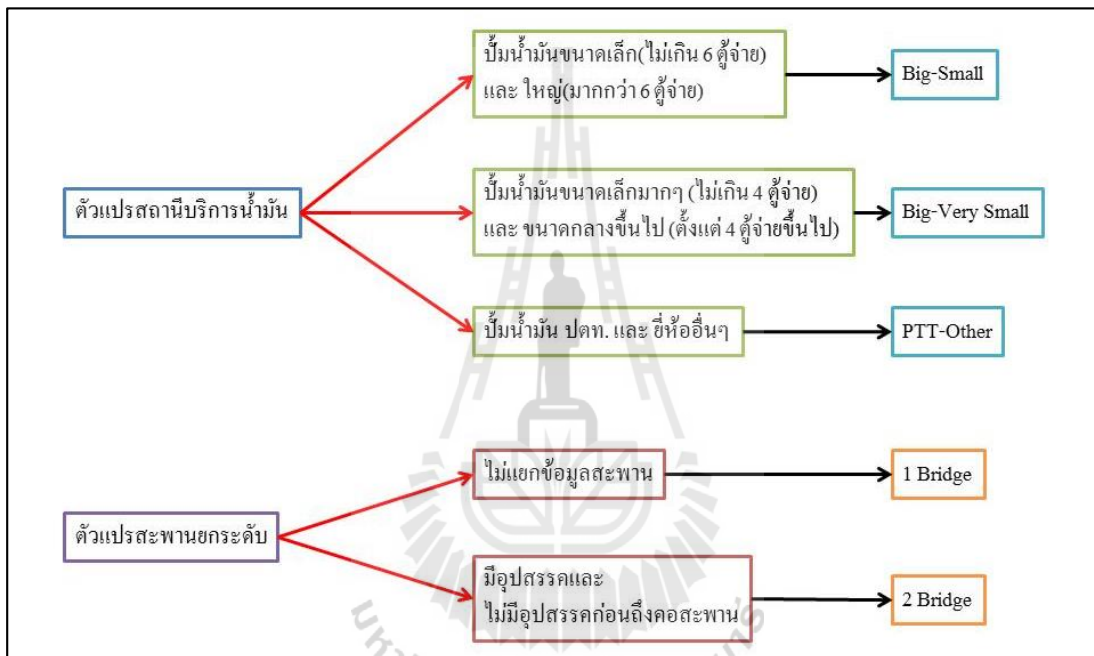 ปั๊มน้ำมันขนาดเล็ก(ไม่เกิน 6 ตู้จ่าย)
และ ใหญ่(มากกว่า 6 ตู้จ่าย)
Big-Small
ตัวแปรสถานีบริการน้ำมัน
ปั๊มน้ำมันขนาดเล็กมากๆ (ไม่เกิน 4 ตู้จ่าย)
และ ขนาดกลางขึ้นไป (ตั้งแต่ 4 ตู้จ่ายขึ้นไป)
Big-Very Small
ปั๊มน้ำมัน ปตท. และ ยี่ห้ออื่นๆ
PTT-Other
ไม่แยกข้อมูลสะพาน
1 Bridge
ตัวแปรสะพานยกระดับ
มีอุปสรรคและ
ไม่มีอุปสรรคก่อนถึงคอสะพาน
2 Bridge